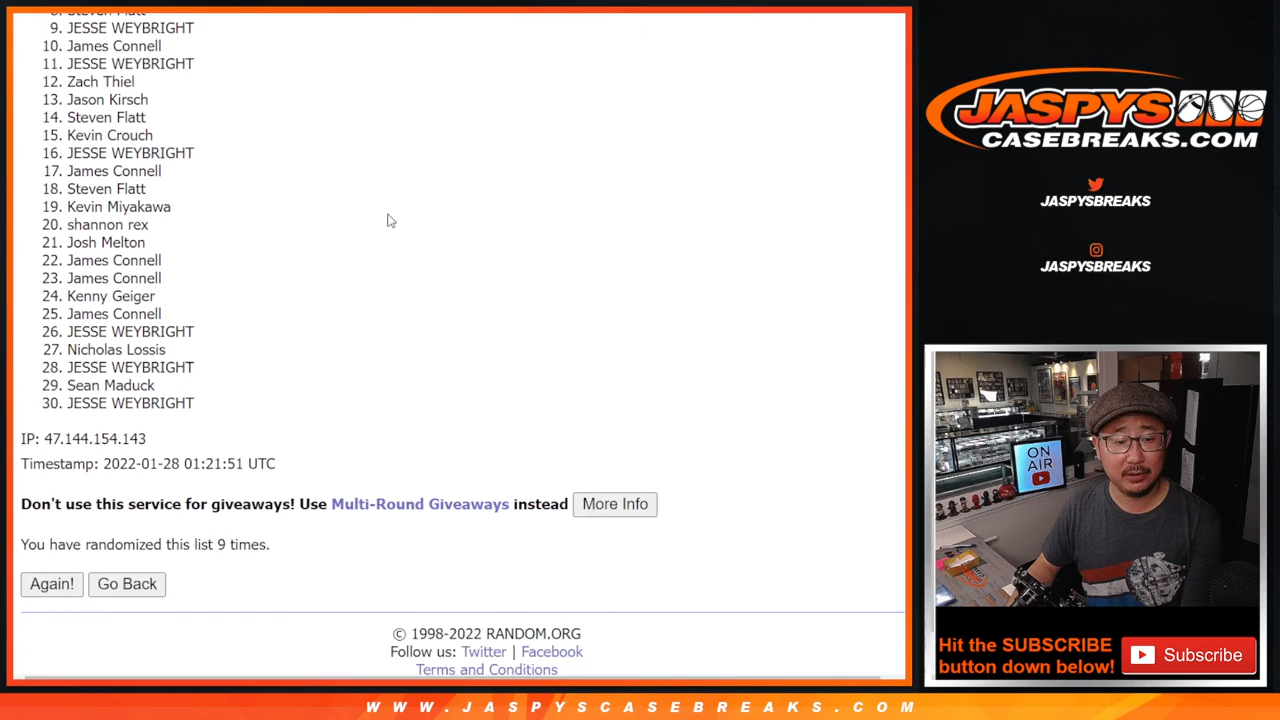 8. Steven Flatt
9. JESSE WEYBRIGHT
10. James Connell
11. JESSE WEYBRIGHT
12. Zach Thiel
13. Jason Kirsch
14. Steven Flatt
15. Kevin Crouch
16. JESSE WEYBRIGHT
17. James Connell
18. Steven Flatt
19. Kevin Miyakawa
20. shannon rex
21. Josh Melton
22. James Connell
23. James Connell
24. Kenny Geiger
25. James Connell
26. JESSE WEYBRIGHT
27. Nicholas Lossis
28. JESSE WEYBRIGHT
29. Sean Maduck
30. JESSE WEYBRIGHT
IP: 47.144.154.143
Timestamp: 2022-01-28 01:21:51 UTC
Don't use this service for giveaways! Use Multi-Round Giveaways instead More Info
You have randomized this list 9 times.
Again! Go Back
© 1998-2022 RANDOM.ORG
Follow us: Twitter | Facebook
Terms and Conditions
JASPYS
CASEBREAKS.COM
JASPYSBREAKS
JASPYSBREAKS
ON
AIR
Hit the SUBSCRIBE
button down below!
Subscribe
WWW.JASPYSCASEBREAKS.COM